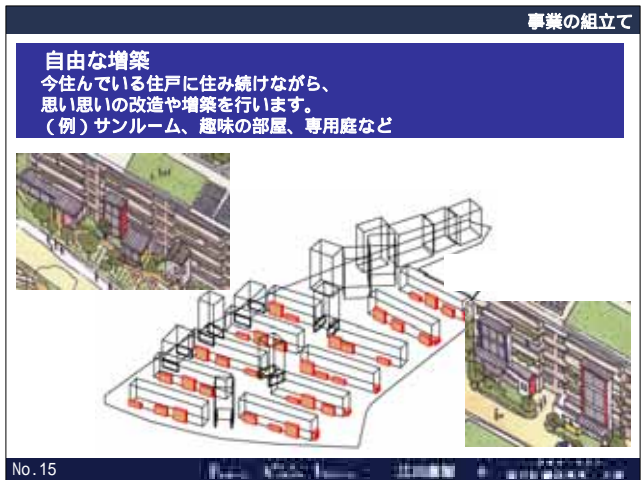 事業の組立て
自由な増築
今住んでいる住戸に住み続けながら、
思い思いの改造や増築を行います。
（例）サンルーム、趣味の部屋、専用庭など
No.15